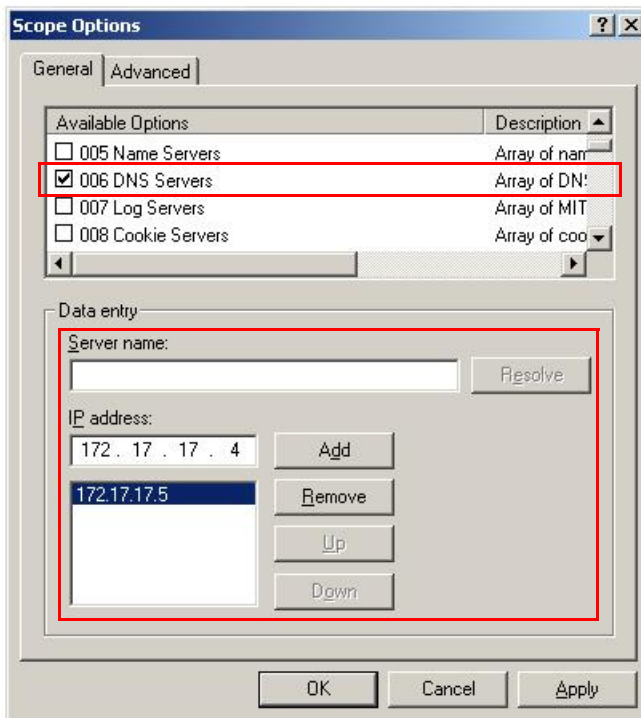 Scope Options
General Advanced
Available Options Description
005 Name Servers Array of nam
006 DNS Servers Array of DN
007 Log Servers Array of MIT
008 Cookie Servers Array of coo
Data entry
Server name:
Resolve
IP address:
172 . 17 . 17 . 4 Add
172.17.17.5 Remove
Up
Down
OK Cancel Apply